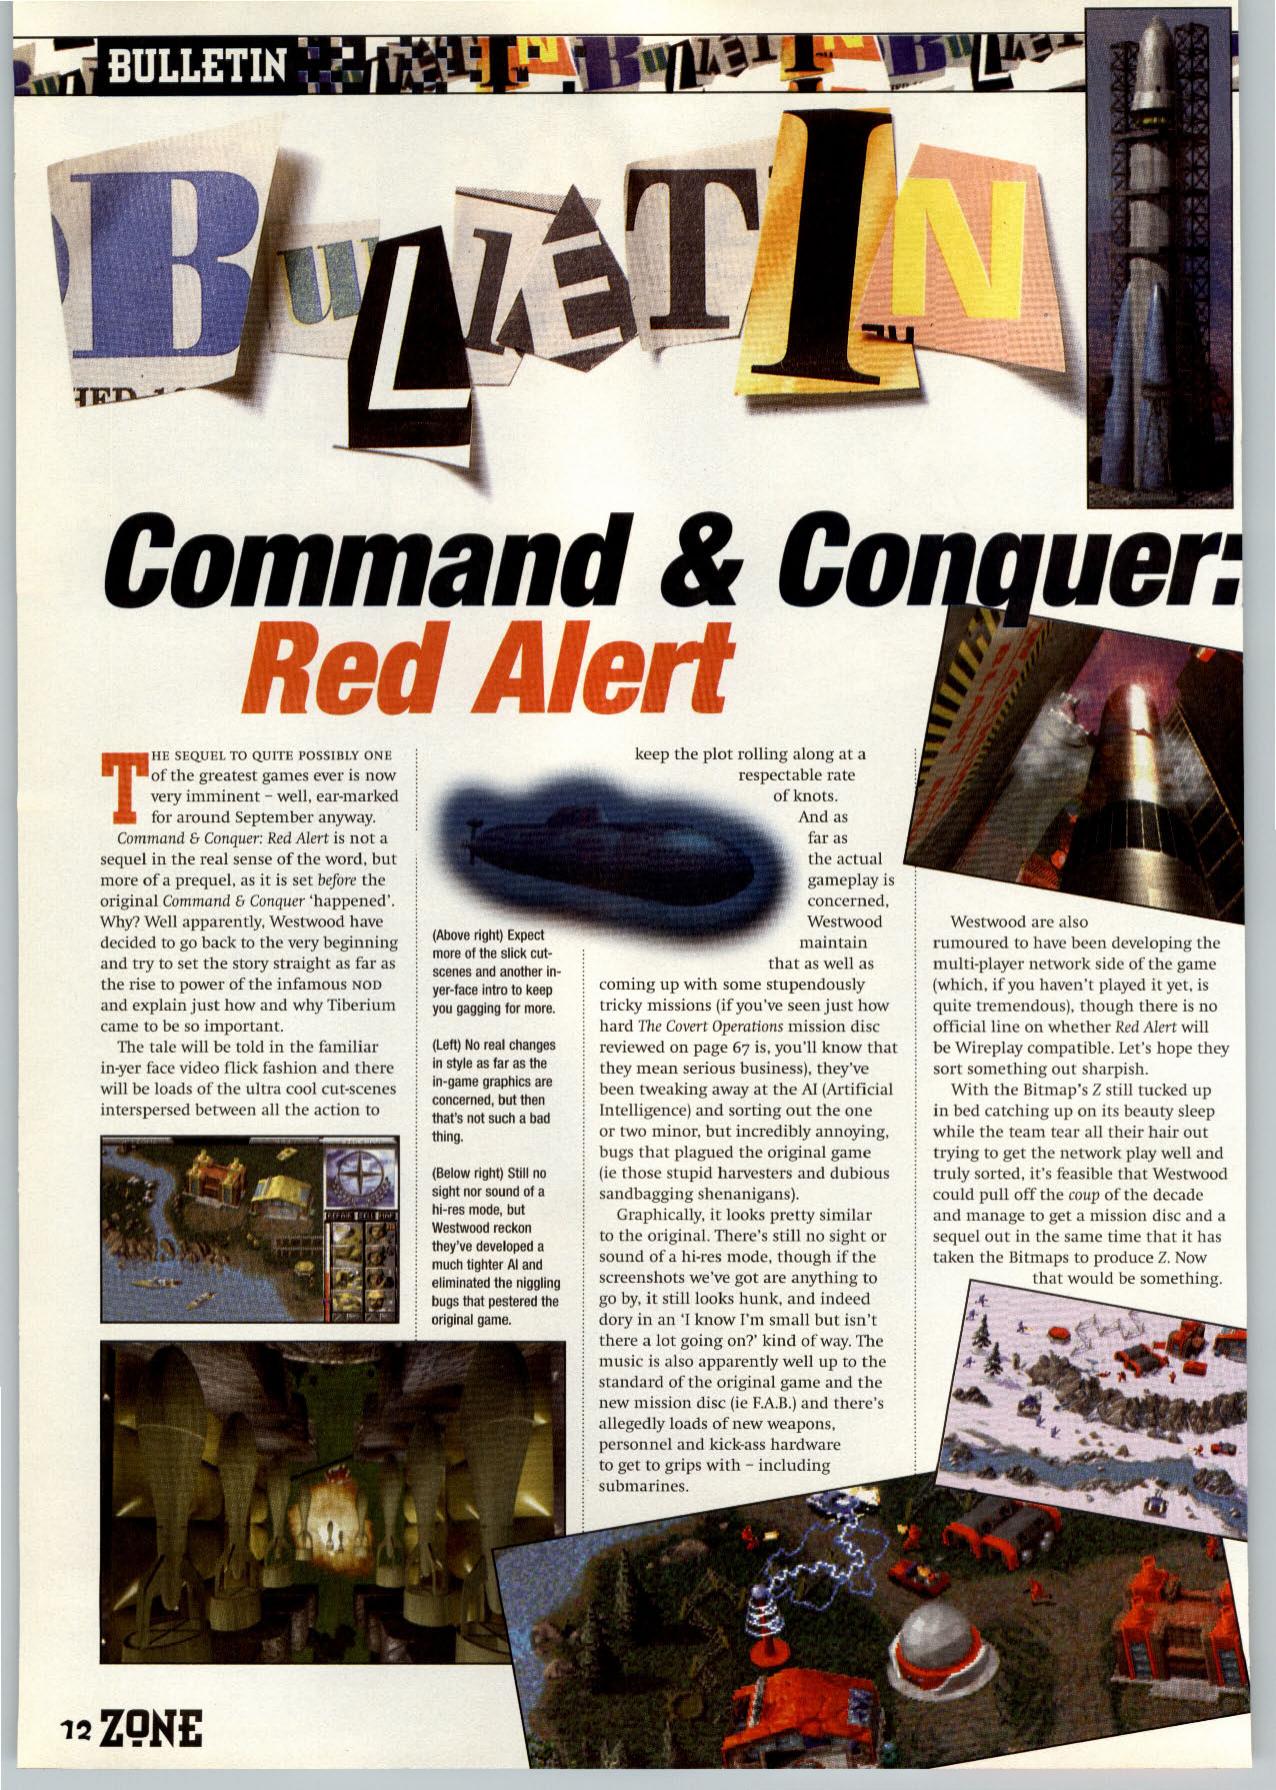 BULLETIN
BULLETIN
Command & Conquer:
Red Alert
THE SEQUEL TO QUITE POSSIBLY ONE
of the greatest games ever is now
very imminent – well, ear-marked
for around September anyway.
Command & Conquer: Red Alert is not a
sequel in the real sense of the word, but
more of a prequel, as it is set before the
original Command & Conquer 'happened'.
Why? Well apparently, Westwood have
decided to go back to the very beginning
and try to set the story straight as far as
the rise to power of the infamous NOD
and explain just how and why Tiberium
came to be so important.
The tale will be told in the familiar
in-yer face video flick fashion and there
will be loads of the ultra cool cut-scenes
interspersed between all the action to
(Above right) Expect
more of the slick cut-
scenes and another in-
yer-face intro to keep
you gagging for more.
(Left) No real changes
in style as far as the
in-game graphics are
concerned, but then
that's not such a bad
thing.
(Below right) Still no
sight nor sound of a
hi-res mode, but
Westwood reckon
they've developed a
much tighter AI and
eliminated the niggling
bugs that pestered the
original game.
keep the plot rolling along at a
respectable rate
of knots.
And as
far as
the actual
gameplay is
concerned,
Westwood
maintain
that as well as
coming up with some stupendously
tricky missions (if you've seen just how
hard The Covert Operations mission disc
reviewed on page 67 is, you'll know that
they mean serious business), they've
been tweaking away at the AI (Artificial
Intelligence) and sorting out the one
or two minor, but incredibly annoying,
bugs that plagued the original game
(ie those stupid harvesters and dubious
sandbagging shenanigans).
Graphically, it looks pretty similar
to the original. There's still no sight or
sound of a hi-res mode, though if the
screenshots we've got are anything to
go by, it still looks hunk, and indeed
dory in an 'I know I'm small but isn't
there a lot going on?' kind of way. The
music is also apparently well up to the
standard of the original game and the
new mission disc (ie F.A.B.) and there's
allegedly loads of new weapons,
personnel and kick-ass hardware
to get to grips with – including
submarines.
Westwood are also
rumoured to have been developing the
multi-player network side of the game
(which, if you haven't played it yet, is
quite tremendous), though there is no
official line on whether Red Alert will
be Wireplay compatible. Let's hope they
sort something out sharpish.
With the Bitmap's Z still tucked up
in bed catching up on its beauty sleep
while the team tear all their hair out
trying to get the network play well and
truly sorted, it's feasible that Westwood
could pull off the coup of the decade
and manage to get a mission disc and a
sequel out in the same time that it has
taken the Bitmaps to produce Z. Now
that would be something.
12 ZONE